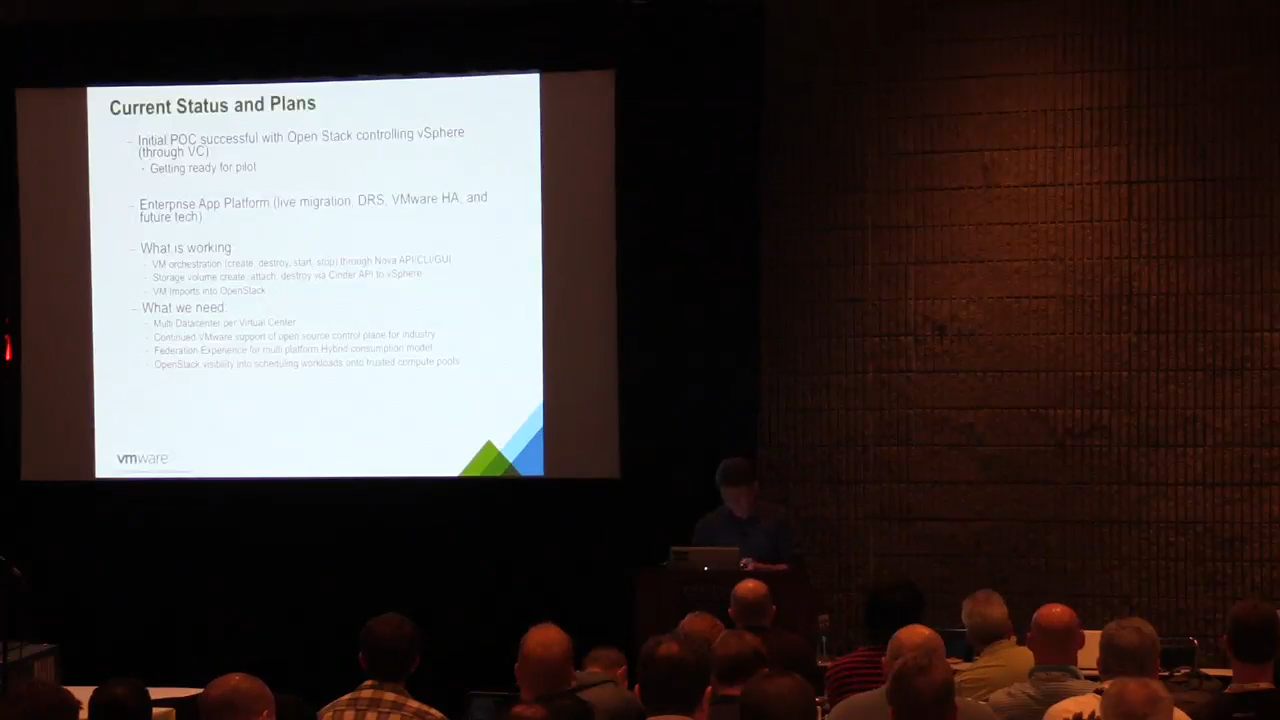 Current Status and Plans
– Initial POC successful with Open Stack controlling vSphere
(through VC)
- Getting ready for pilot
– Enterprise App Platform (live migration, DRS, VMware HA, and
future tech)
– What is working
- VM orchestration (create, destroy, start, stop) through Nova API/CLI/GUI
- Storage volume create, attach, destroy via Cinder API to vSphere
- VM Imports into OpenStack
– What we need:
- Multi Datacenter per Virtual Center
- Continued VMware support of open source control plane for industry
- Federation Experience for multi platform Hybrid consumption model
- OpenStack visibility into scheduling workloads onto trusted compute pools
vmware